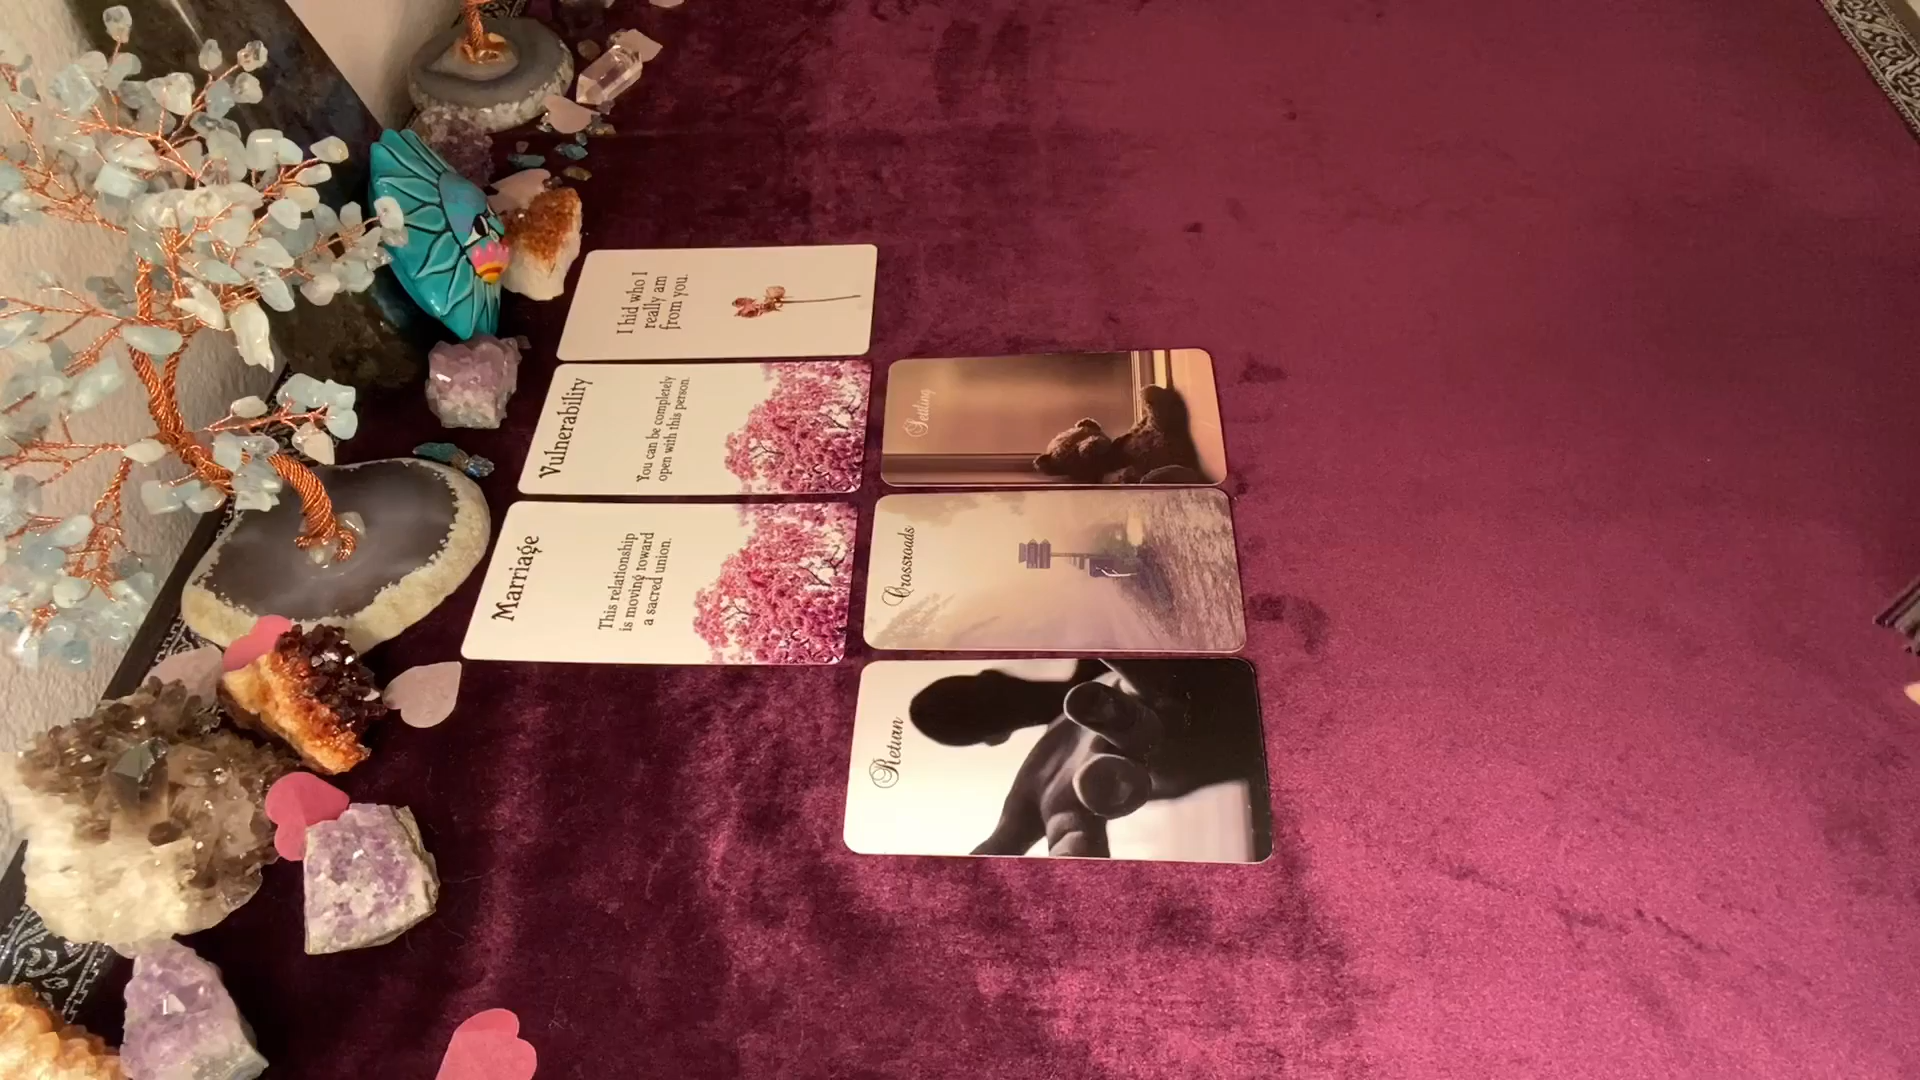 Marriage
This relationship
is moving toward
a sacred union.
Vulnerability
You can be completely
open with this person.
I hid who I
really am
from you.
Return
Crossroads
Settling